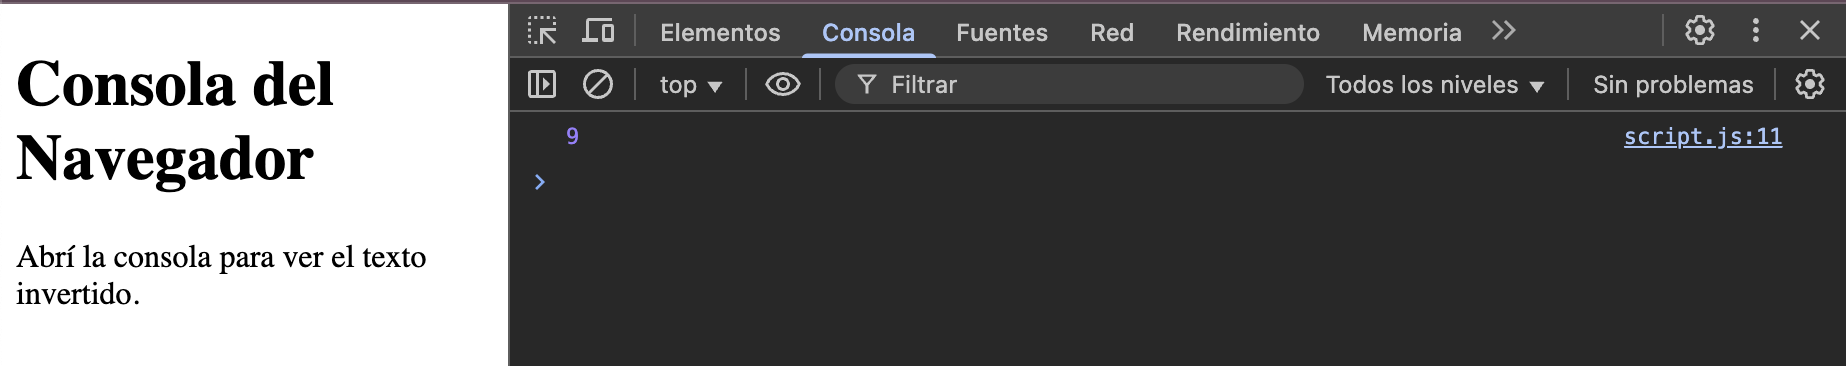 Consola del
Navegador
Abrí la consola para ver el texto
invertido.
Elementos Consola Fuentes Red Rendimiento Memoria
top Filtrar Todos los niveles Sin problemas
9 script.js:11